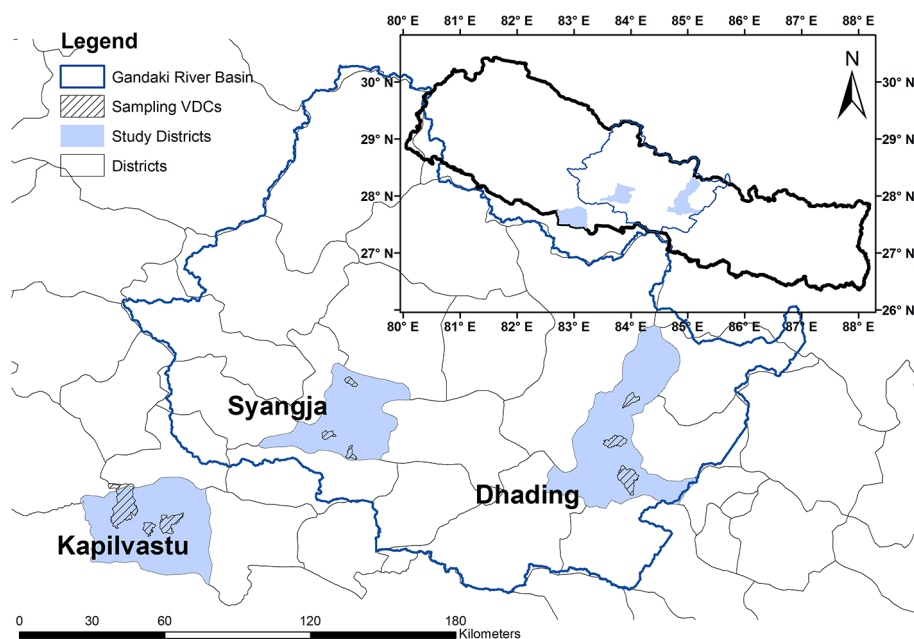 Legend
Gandaki River Basin
Sampling VDCs
Study Districts
Districts
80° E 81° E 82° E 83° E 84° E 85° E 86° E 87° E 88° E
N
30° N 30° N
29° N 29° N
28° N 28° N
27° N 27° N
26° N
80° E 81° E 82° E 83° E 84° E 85° E 86° E 87° E 88° E
Syangja
Dhading
Kapilvastu
0 30 60 120 180
Kilometers